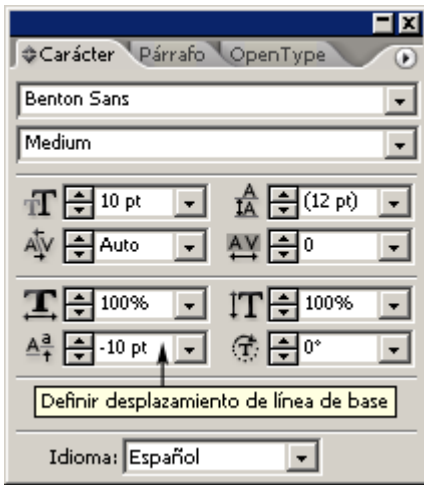 Carácter Párrafo OpenType
Benton Sans
Medium
10 pt (12 pt)
Auto 0
100% 100%
-10 pt 0°
Definir desplazamiento de línea de base
Idioma: Español